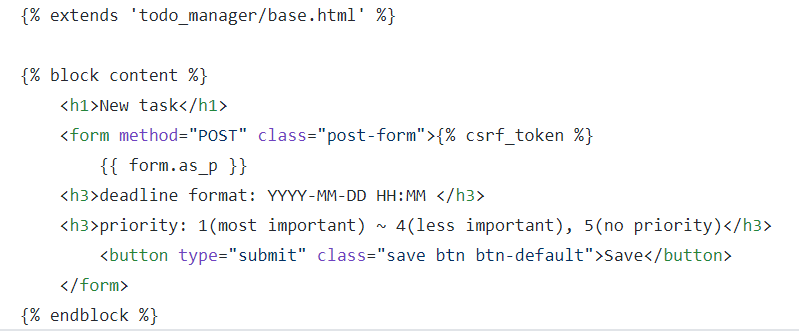 {% extends 'todo_manager/base.html' %}
{% block content %}
<h1>New task</h1>
<form method="POST" class="post-form">{% csrf_token %}
{{ form.as_p }}
<h3>deadline format: YYYY-MM-DD HH:MM </h3>
<h3>priority: 1(most important) ~ 4(less important), 5(no priority)</h3>
<button type="submit" class="save btn btn-default">Save</button>
</form>
{% endblock %}